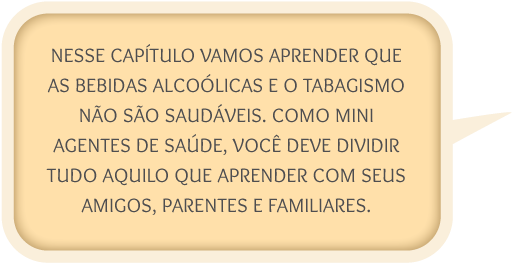 NESSE CAPÍTULO VAMOS APRENDER QUE
AS BEBIDAS ALCOÓLICAS E O TABAGISMO
NÃO SÃO SAUDÁVEIS. COMO MINI
AGENTES DE SAÚDE, VOCÊ DEVE DIVIDIR
TUDO AQUILO QUE APRENDER COM SEUS
AMIGOS, PARENTES E FAMILIARES.